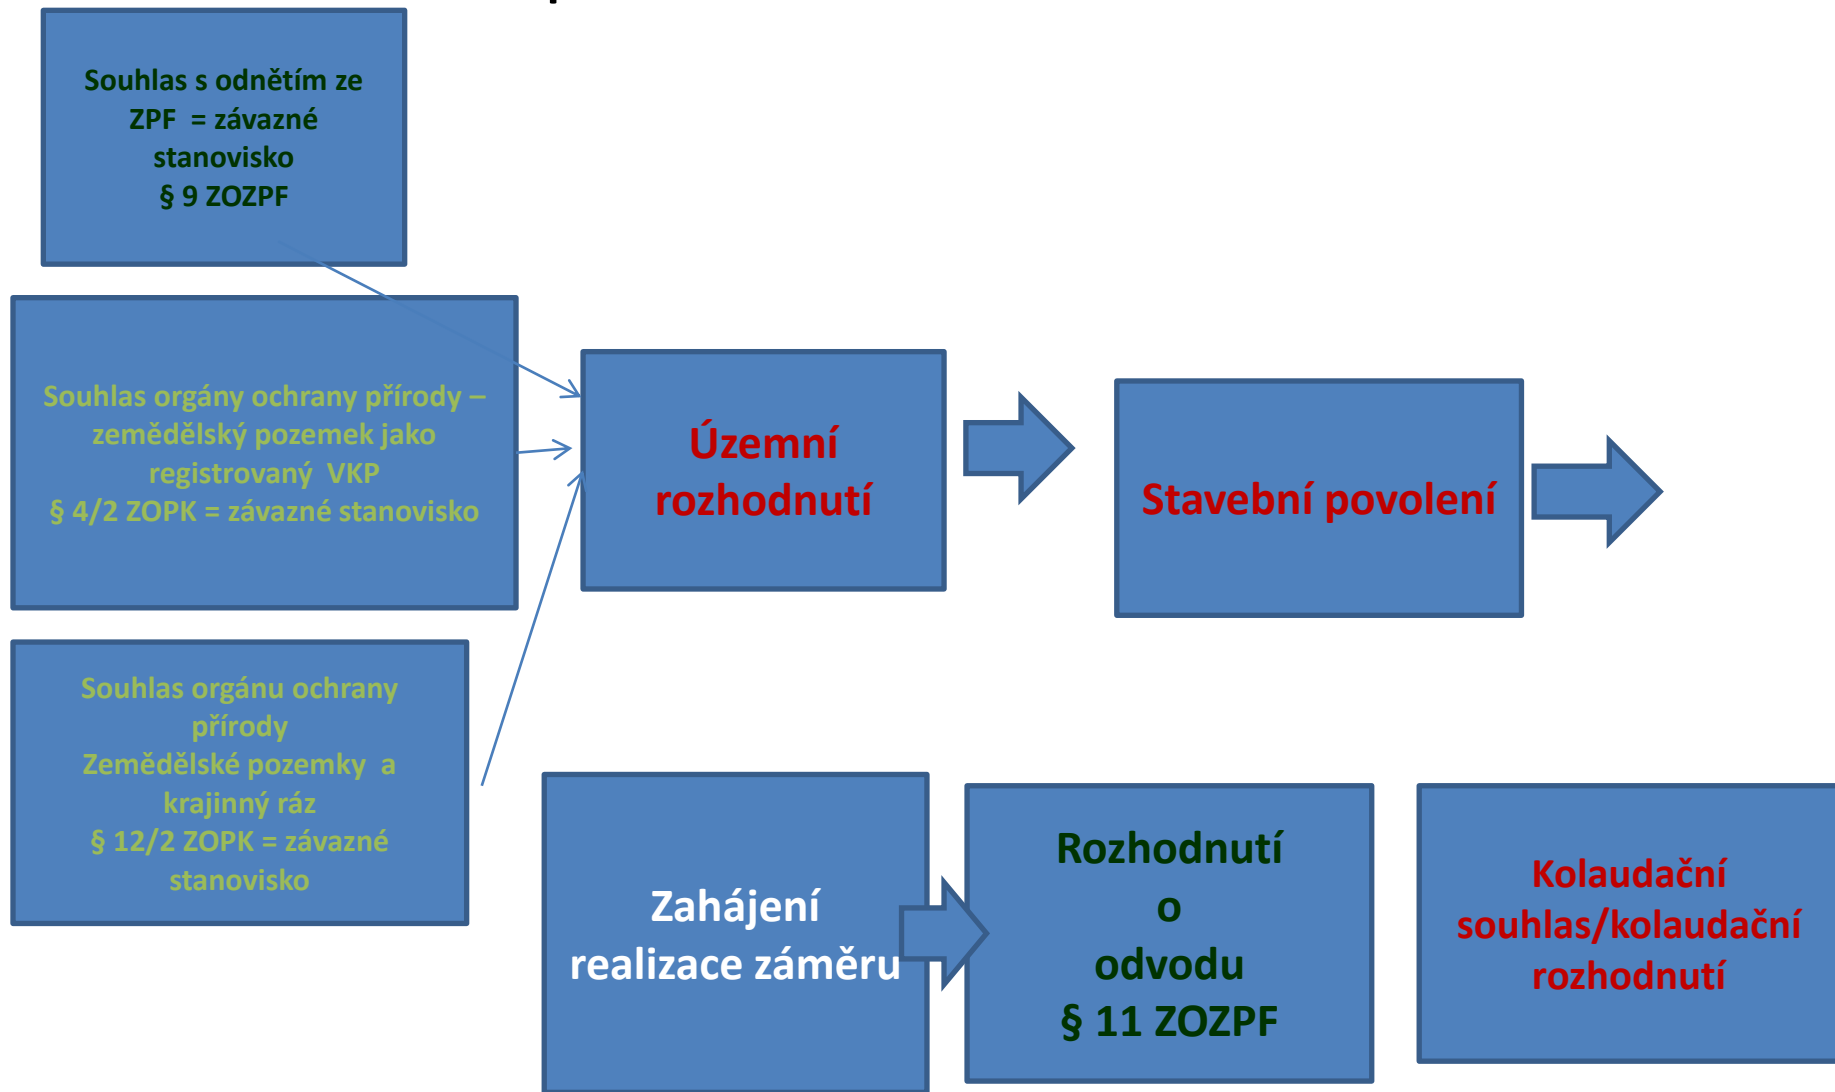 Souhlas s odnětím ze
ZPF = závazné
stanovisko
§ 9 ZOZPF
Souhlas orgány ochrany přírody –
zemědělský pozemek jako
registrovaný VKP
§ 4/2 ZOPK = závazné stanovisko
Souhlas orgánu ochrany
přírody
Zemědělské pozemky a
krajinný ráz
§ 12/2 ZOPK = závazné
stanovisko
Územní
rozhodnutí
Stavební povolení
Zahájení
realizace záměru
Rozhodnutí
o
odvodu
§ 11 ZOZPF
Kolaudační
souhlas/kolaudační
rozhodnutí